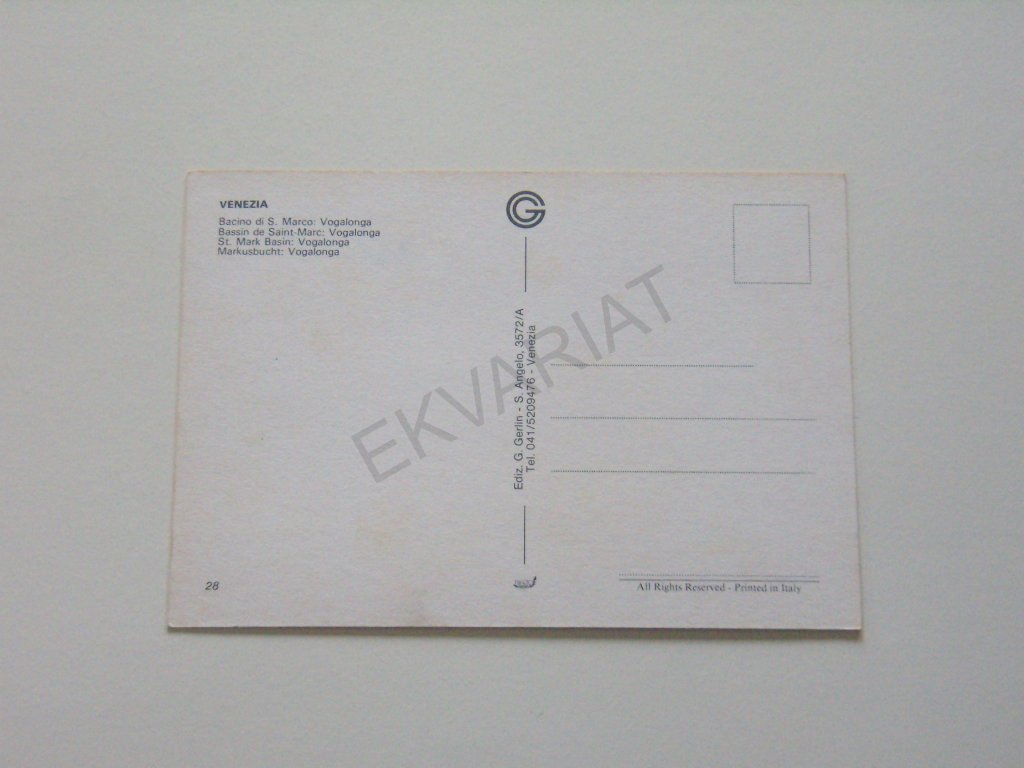 VENEZIA
Bacino di S. Marco: Vogalonga
Bassin de Saint-Marc: Vogalonga
St. Mark Basin: Vogalonga
Markusbucht: Vogalonga
G
Ediz. G. Gerlin - S. Angelo, 3572/A
Tel. 041/5209476 - Venezia
EKVARIAT
28
All Rights Reserved - Printed in Italy